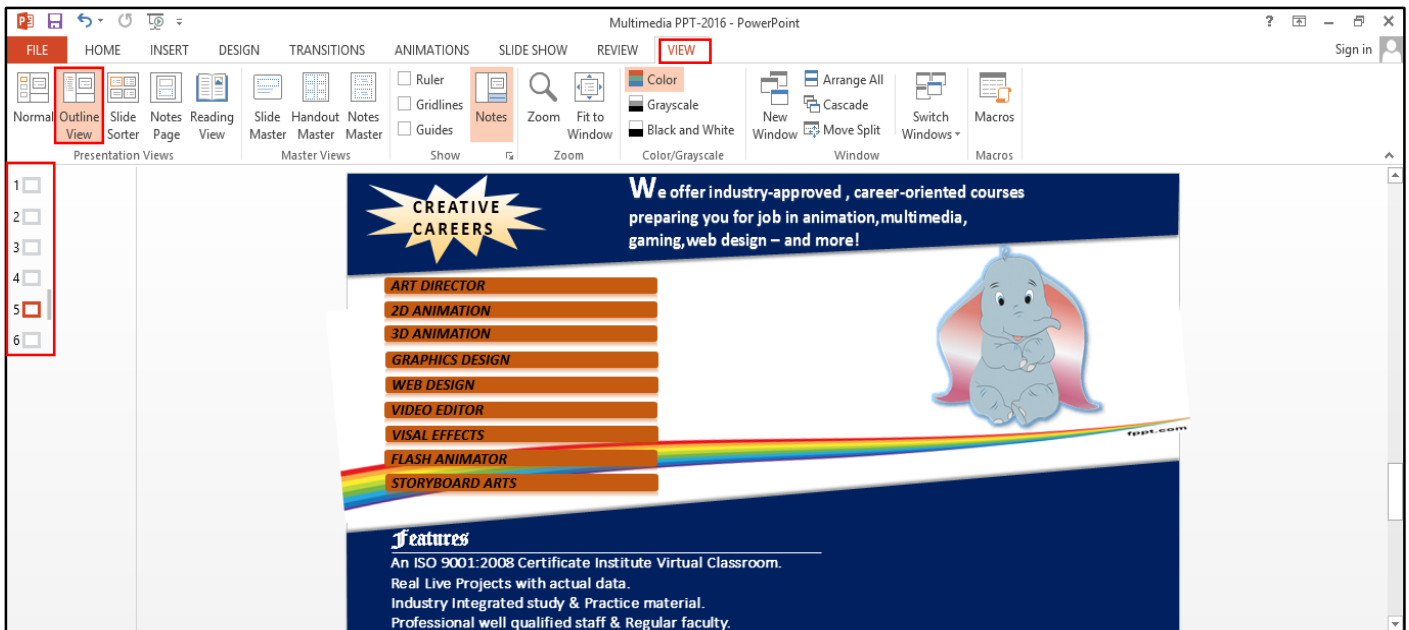 Multimedia PPT-2016 - PowerPoint
?
FILE HOME INSERT DESIGN TRANSITIONS ANIMATIONS SLIDE SHOW REVIEW VIEW Sign in
Normal
Outline View
Slide Sorter
Notes Page
Reading View
Presentation Views
Slide Master
Handout Master
Notes Master
Master Views
Ruler
Gridlines
Guides
Show
Notes
Zoom
Fit to Window
Zoom
Color
Grayscale
Black and White
Color/Grayscale
New Window
Arrange All
Cascade
Move Split
Switch Windows
Window
Macros
Macros
1
2
3
4
5
6
CREATIVE
CAREERS
We offer industry-approved , career-oriented courses
preparing you for job in animation,multimedia,
gaming,web design – and more!
ART DIRECTOR
2D ANIMATION
3D ANIMATION
GRAPHICS DESIGN
WEB DESIGN
VIDEO EDITOR
VISAL EFFECTS
FLASH ANIMATOR
STORYBOARD ARTS
fppt.com
Features
An ISO 9001:2008 Certificate Institute Virtual Classroom.
Real Live Projects with actual data.
Industry Integrated study & Practice material.
Professional well qualified staff & Regular faculty.